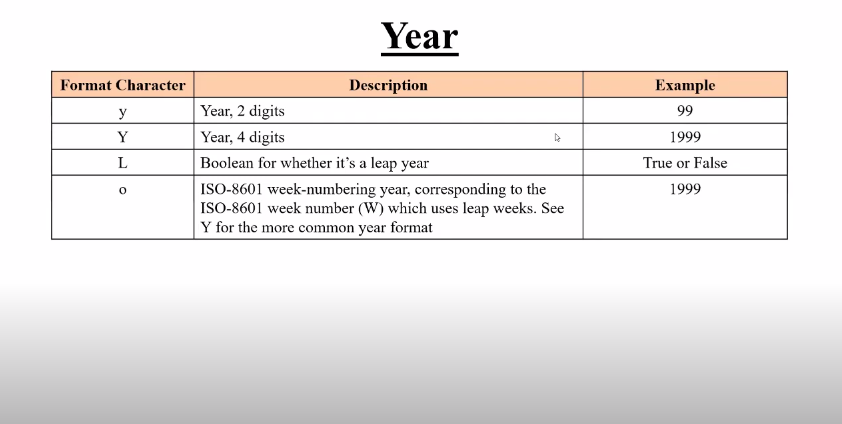 Year
Format Character Description Example
y Year, 2 digits 99
Y Year, 4 digits 1999
L Boolean for whether it’s a leap year True or False
o ISO-8601 week-numbering year, corresponding to the 1999
ISO-8601 week number (W) which uses leap weeks. See
Y for the more common year format